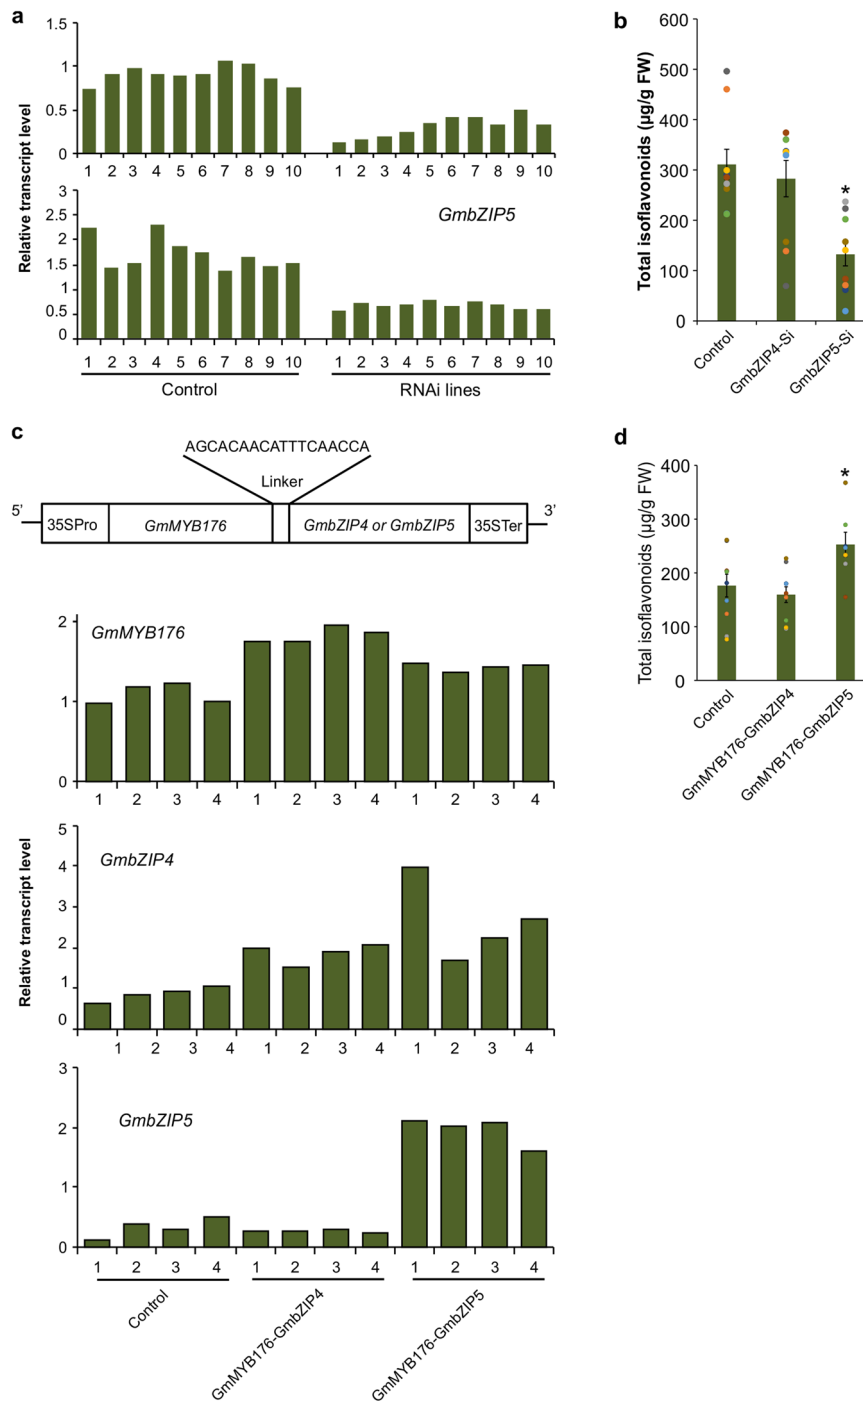 a
1.5
1
0.5
0
1 2 3 4 5 6 7 8 9 10 1 2 3 4 5 6 7 8 9 10
Relative transcript level
3
2.5
2
1.5
1
0.5
0
GmbZIP5
1 2 3 4 5 6 7 8 9 10 1 2 3 4 5 6 7 8 9 10
Control RNAi lines
b
Total isoflavonoids (µg/g FW)
600
500
400
300
200
100
0
*
Control
GmbZIP4-Si
GmbZIP5-Si
c
AGCACAACATTTCAACCA
Linker
5’ 35SPro GmMYB176 GmbZIP4 or GmbZIP5 35STer 3’
GmMYB176
2
1
0
1 2 3 4 1 2 3 4 1 2 3 4
Relative transcript level
GmbZIP4
5
4
3
2
1
0
1 2 3 4 1 2 3 4 1 2 3 4
GmbZIP5
3
2
1
0
1 2 3 4 1 2 3 4 1 2 3 4
Control
GmMYB176-GmbZIP4
GmMYB176-GmbZIP5
d
Total isoflavonoids (µg/g FW)
400
300
200
100
0
*
Control
GmMYB176-GmbZIP4
GmMYB176-GmbZIP5